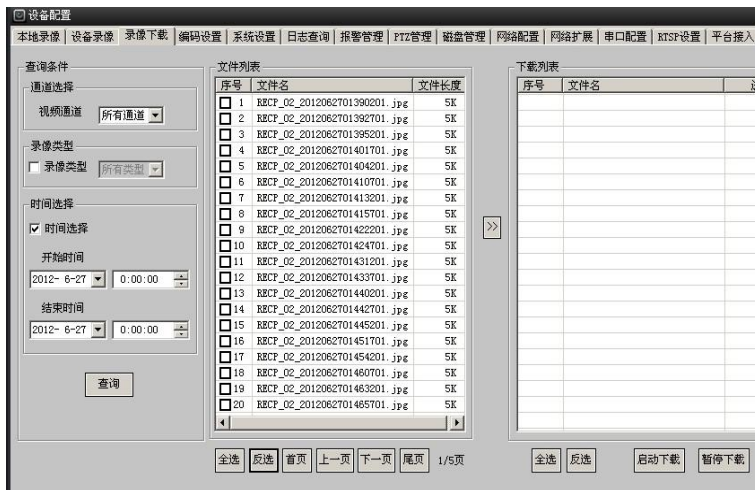 设备配置
本地录像 设备录像 录像下载 编码设置 系统设置 日志查询 报警管理 PTZ管理 磁盘管理 网络配置 网络扩展 串口配置 RTSP设置 平台接入
查询条件
通道选择
视频通道 所有通道
录像类型
录像类型 所有类型
时间选择
时间选择
开始时间
2012- 6-27 0:00:00
结束时间
2012- 6-27 0:00:00
查询
文件列表
序号 文件名 文件长度
1 RECP_02_2012062701390201.jpg 5K
2 RECP_02_2012062701392701.jpg 5K
3 RECP_02_2012062701395201.jpg 5K
4 RECP_02_2012062701401701.jpg 5K
5 RECP_02_2012062701404201.jpg 5K
6 RECP_02_2012062701410701.jpg 5K
7 RECP_02_2012062701413201.jpg 5K
8 RECP_02_2012062701415701.jpg 5K
9 RECP_02_2012062701422201.jpg 5K
10 RECP_02_2012062701424701.jpg 5K
11 RECP_02_2012062701431201.jpg 5K
12 RECP_02_2012062701433701.jpg 5K
13 RECP_02_2012062701440201.jpg 5K
14 RECP_02_2012062701442701.jpg 5K
15 RECP_02_2012062701445201.jpg 5K
16 RECP_02_2012062701451701.jpg 5K
17 RECP_02_2012062701454201.jpg 5K
18 RECP_02_2012062701460701.jpg 5K
19 RECP_02_2012062701463201.jpg 5K
20 RECP_02_2012062701465701.jpg 5K
全选 反选 首页 上一页 下一页 尾页 1/5页
>>
下载列表
序号 文件名
全选 反选 启动下载 暂停下载